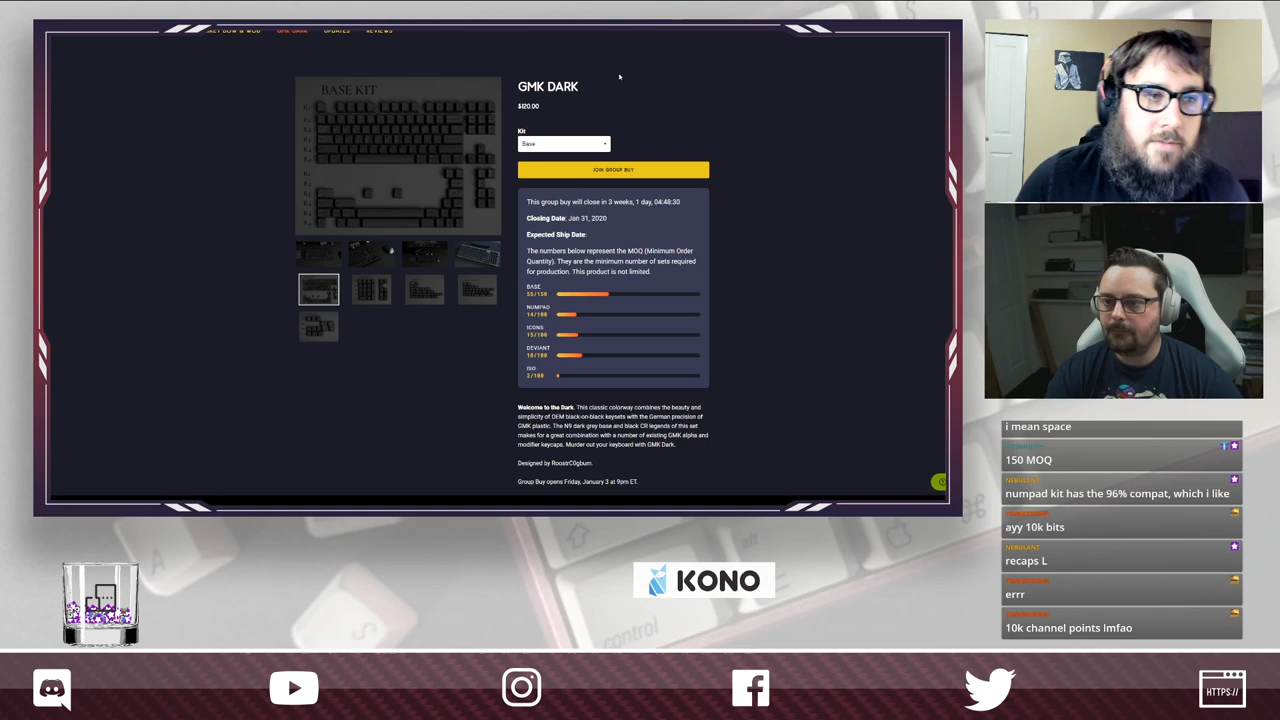 GMK DARK
UPDATES
REVIEWS
BASE KIT
GMK DARK
$120.00
Kit
Base
JOIN GROUP BUY
This group buy will close in 3 weeks, 1 day, 04:48:30
Closing Date: Jan 31, 2020
Expected Ship Date:
The numbers below represent the MOQ (Minimum Order
Quantity). They are the minimum number of sets required
for production. This product is not limited.
BASE
55/150
NUMPAD
14/100
ICONS
15/100
DEVIANT
18/100
ISO
2/100
Welcome to the Dark. This classic colorway combines the beauty and
simplicity of OEM black-on-black keysets with the German precision of
GMK plastic. The N9 dark grey base and black CR legends of this set
makes for a great combination with a number of existing GMK alpha and
modifier keycaps. Murder out your keyboard with GMK Dark.
Designed by RoostrC0gburn.
Group Buy opens Friday, January 3 at 9pm ET.
i mean space
150 MOQ
NEBULANT
numpad kit has the 96% compat, which i like
ayy 10k bits
NEBULANT
recaps L
errr
10k channel points lmfao
KONO
alt
control
HTTPS://